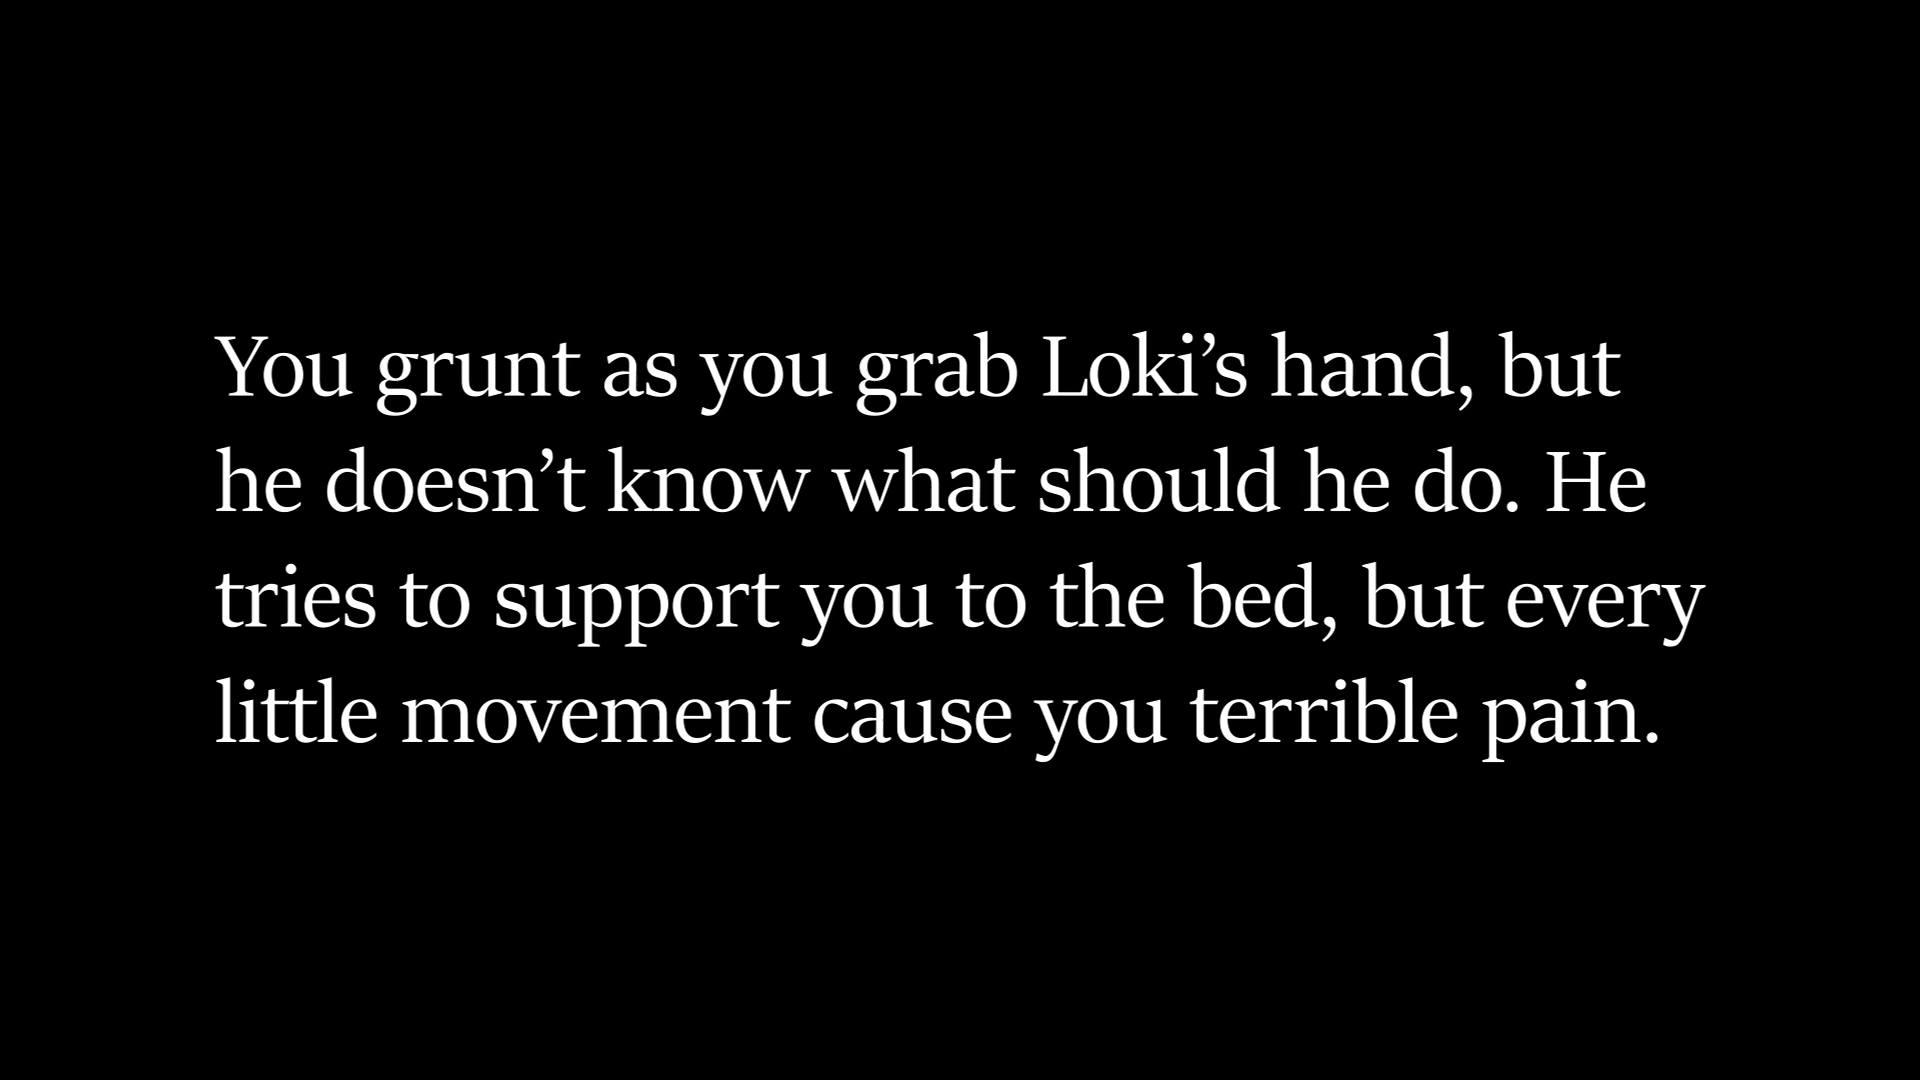 You grunt as you grab Loki’s hand, but
he doesn’t know what should he do. He
tries to support you to the bed, but every
little movement cause you terrible pain.